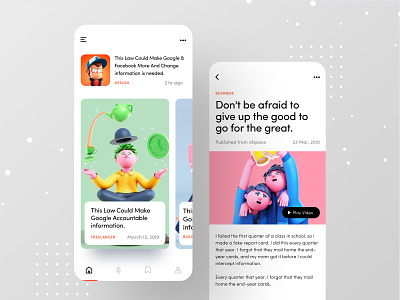 This Law Could Make Google &
Facebook More And Change
information is needed.
DESIGN
2 hr ago
This Law Could Make
Google Accountable
information.
FREELANCER
March 12, 2019
BUSINESS
Don't be afraid to
give up the good to
go for the great.
Published from ofspace
23 Mar, 2019
Play Video
I failed the first quarter of a class in school, so
I made a fake report card. I did this every quarter
that year. I forgot that they mail home the end-
year cards, and my mom got it before I could
intercept information.
Every quarter that year. I forgot that they mail
home the end-year cards.